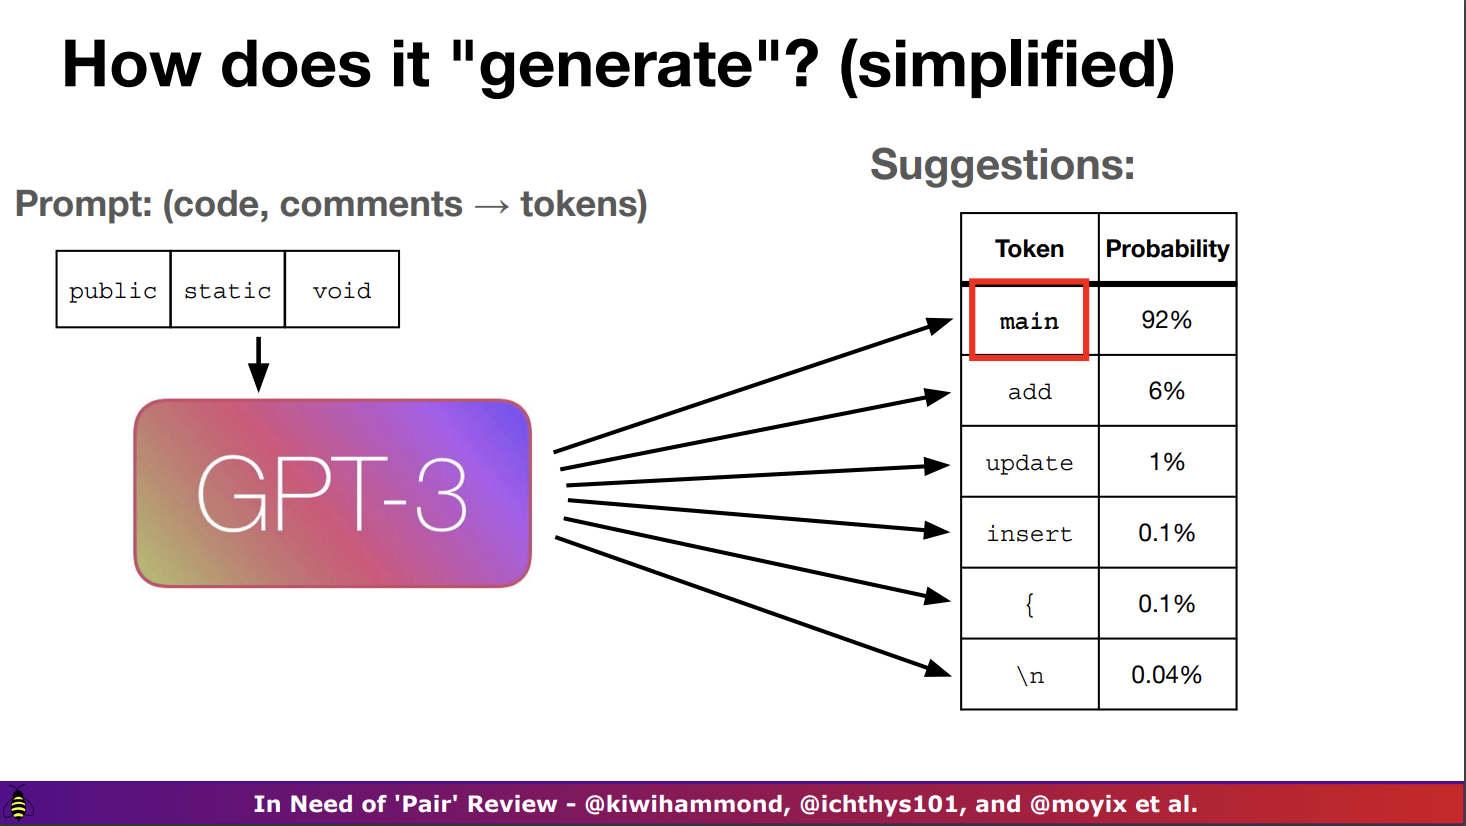 How does it "generate"? (simplified)
Suggestions:
Prompt: (code, comments → tokens)
public static void
GPT-3
Token Probability
main 92%
add 6%
update 1%
insert 0.1%
{ 0.1%
\n 0.04%
In Need of 'Pair' Review - @kiwihammond, @ichthys101, and @moyix et al.